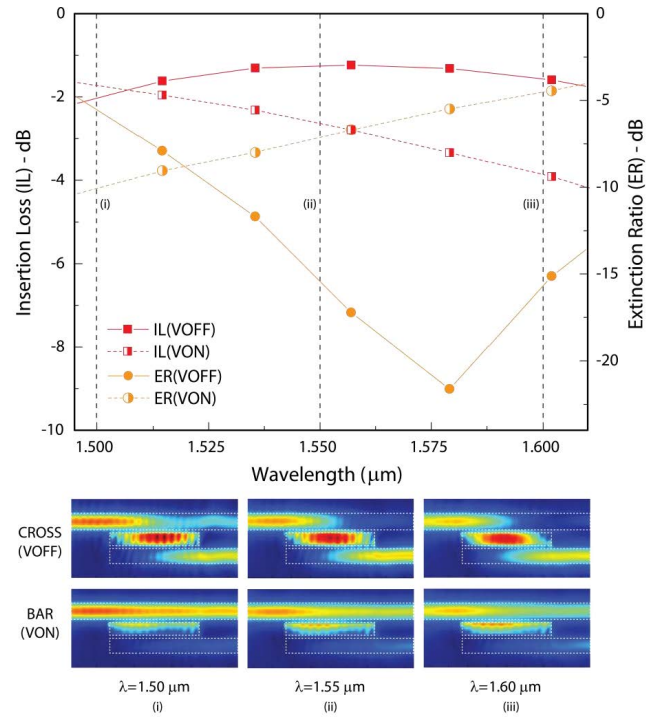 Insertion Loss (IL) - dB
0
-2
-4
-6
-8
-10
0
-5
-10
-15
-20
Extinction Ratio (ER) - dB
(i)
(ii)
(iii)
IL(VOFF)
IL(VON)
ER(VOFF)
ER(VON)
1.500 1.525 1.550 1.575 1.600
Wavelength (μm)
CROSS
(VOFF)
BAR
(VON)
λ=1.50 μm λ=1.55 μm λ=1.60 μm
(i) (ii) (iii)